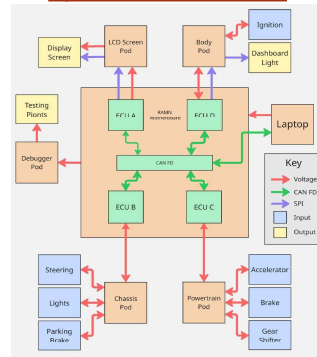 Display
Screen
LCD Screen
Pod
Body
Pod
Ignition
Dashboard
Light
Testing
Pionts
Debugger
Pod
ECU A
RAMN
Motherboard
ECU D
CAN FD
ECU B
ECU C
Laptop
Key
Voltage
CAN FD
SPI
Input
Output
Steering
Lights
Parking
Brake
Chassis
Pod
Powertrain
Pod
Accelerator
Brake
Gear
Shifter